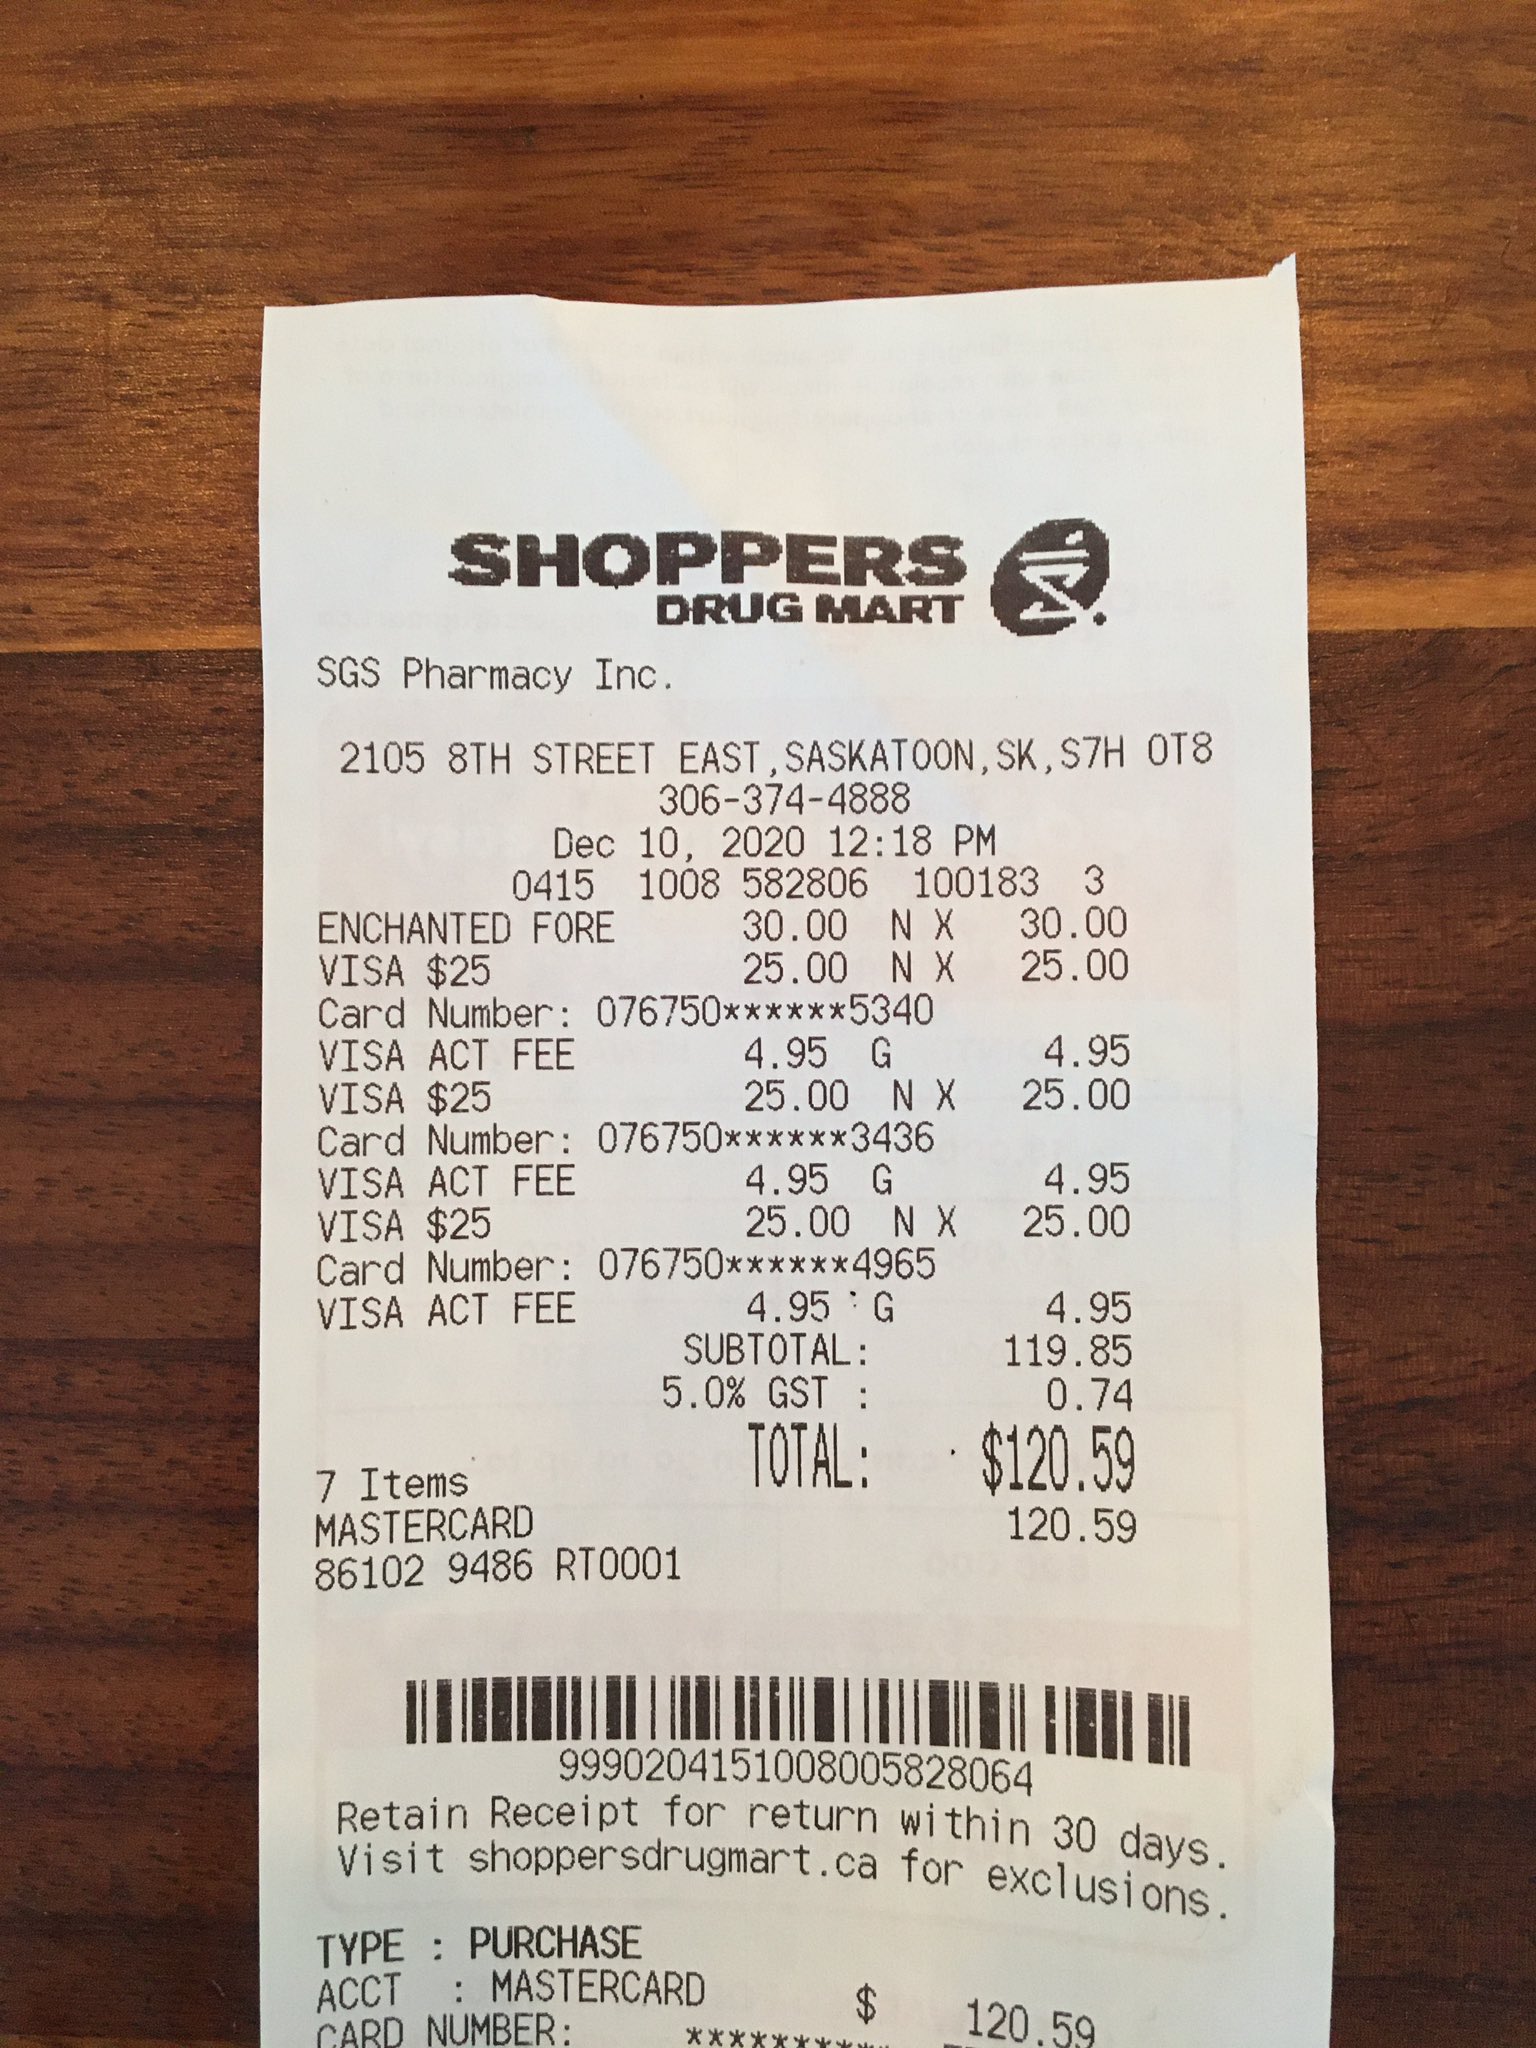 SHOPPERS
DRUG MART
SGS Pharmacy Inc.
2105 8TH STREET EAST,SASKATOON,SK,S7H 0T8
306-374-4888
Dec 10, 2020 12:18 PM
0415 1008 582806 100183 3
ENCHANTED FORE 30.00 N X 30.00
VISA $25 25.00 N X 25.00
Card Number: 076750******5340
VISA ACT FEE 4.95 G 4.95
VISA $25 25.00 N X 25.00
Card Number: 076750******3436
VISA ACT FEE 4.95 G 4.95
VISA $25 25.00 N X 25.00
Card Number: 076750******4965
VISA ACT FEE 4.95 G 4.95
SUBTOTAL: 119.85
5.0% GST : 0.74
TOTAL: $120.59
7 Items
MASTERCARD 120.59
86102 9486 RT0001
9990204151008005828064
Retain Receipt for return within 30 days.
Visit shoppersdrugmart.ca for exclusions.
TYPE : PURCHASE
ACCT : MASTERCARD $ 120.59
CARD NUMBER: **********